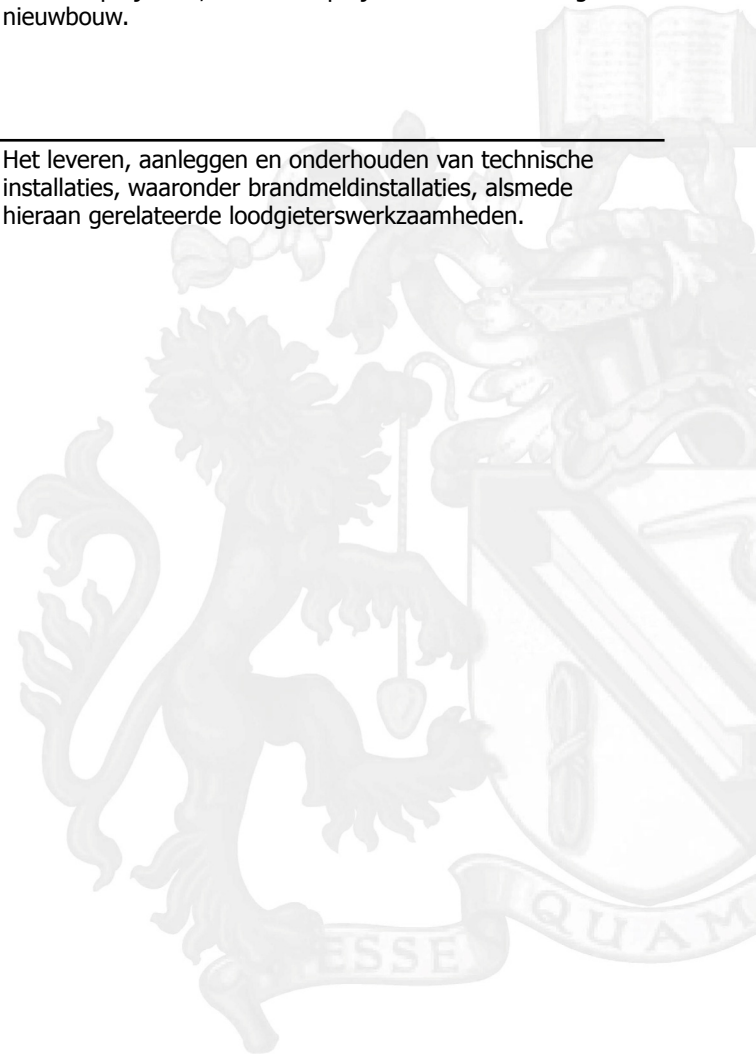 nieuwbouw.
Het leveren, aanleggen en onderhouden van technische
installaties, waaronder brandmeldinstallaties, alsmede
hieraan gerelateerde loodgieterswerkzaamheden.
ESSE QUAM